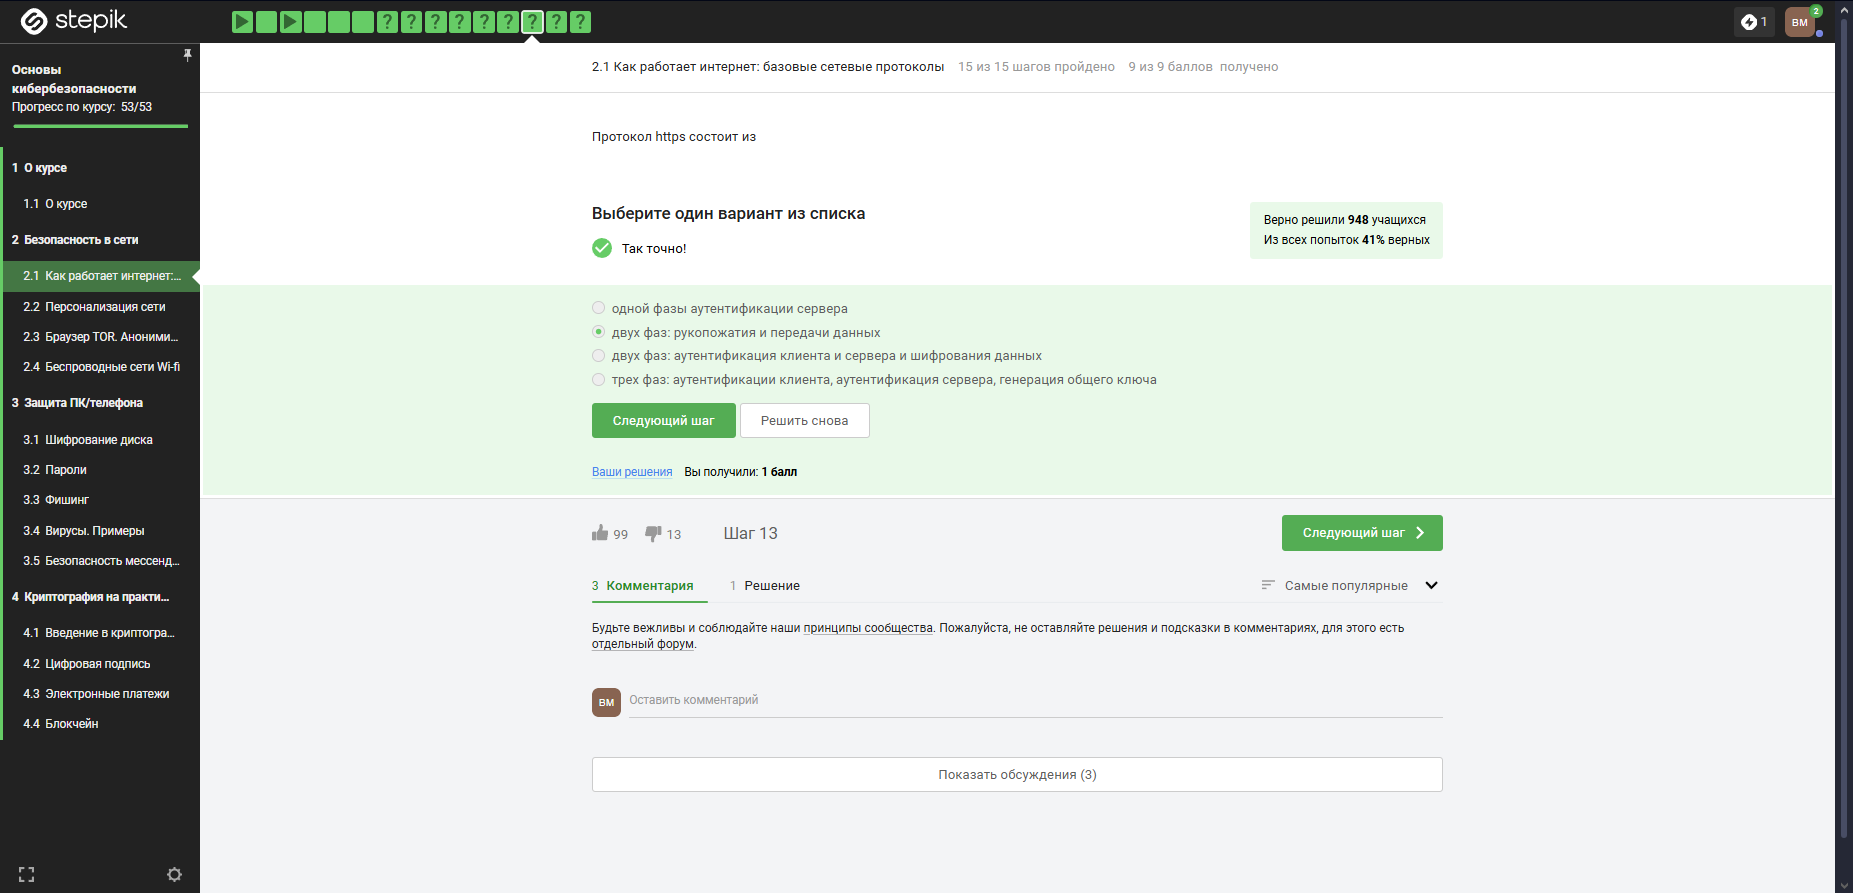 stepik
? ? ? ? ? ? ? ? ?
1
вм
2
Основы
кибербезопасности
Прогресс по курсу: 53/53
1 О курсе
1.1 О курсе
2 Безопасность в сети
2.1 Как работает интернет:...
2.2 Персонализация сети
2.3 Браузер TOR. Аноними...
2.4 Беспроводные сети Wi-fi
3 Защита ПК/телефона
3.1 Шифрование диска
3.2 Пароли
3.3 Фишинг
3.4 Вирусы. Примеры
3.5 Безопасность мессенд...
4 Криптография на практи...
4.1 Введение в криптогра...
4.2 Цифровая подпись
4.3 Электронные платежи
4.4 Блокчейн
2.1 Как работает интернет: базовые сетевые протоколы 15 из 15 шагов пройдено 9 из 9 баллов получено
Протокол https состоит из
Выберите один вариант из списка
Так точно!
Верно решили 948 учащихся
Из всех попыток 41% верных
одной фазы аутентификации сервера
двух фаз: рукопожатия и передачи данных
двух фаз: аутентификация клиента и сервера и шифрования данных
трех фаз: аутентификации клиента, аутентификация сервера, генерация общего ключа
Следующий шаг Решить снова
Ваши решения Вы получили: 1 балл
99 13 Шаг 13 Следующий шаг
3 Комментария 1 Решение Самые популярные
Будьте вежливы и соблюдайте наши принципы сообщества. Пожалуйста, не оставляйте решения и подсказки в комментариях, для этого есть
отдельный форум.
вм Оставить комментарий
Показать обсуждения (3)